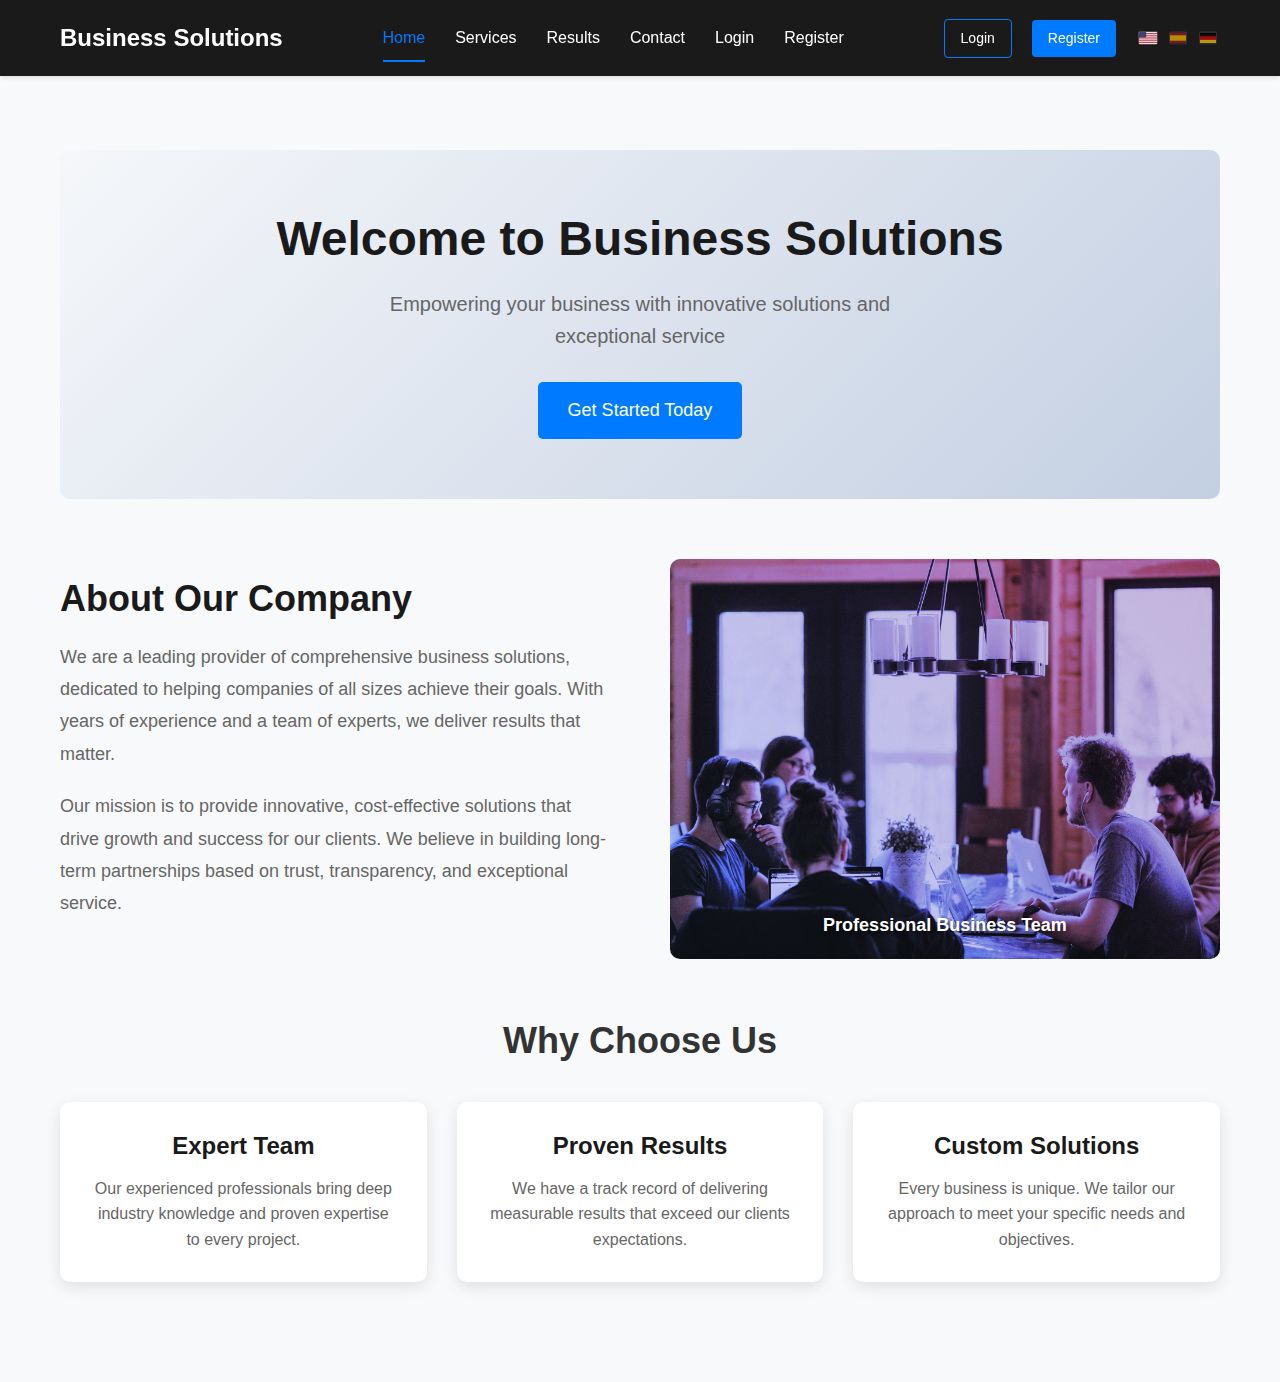 Business Solutions
Home Services Results Contact Login Register
Login Register
Welcome to Business Solutions
Empowering your business with innovative solutions and
exceptional service
Get Started Today
About Our Company
We are a leading provider of comprehensive business solutions,
dedicated to helping companies of all sizes achieve their goals. With
years of experience and a team of experts, we deliver results that
matter.
Our mission is to provide innovative, cost-effective solutions that
drive growth and success for our clients. We believe in building long-
term partnerships based on trust, transparency, and exceptional
service.
Professional Business Team
Why Choose Us
Expert Team
Our experienced professionals bring deep
industry knowledge and proven expertise
to every project.
Proven Results
We have a track record of delivering
measurable results that exceed our clients
expectations.
Custom Solutions
Every business is unique. We tailor our
approach to meet your specific needs and
objectives.